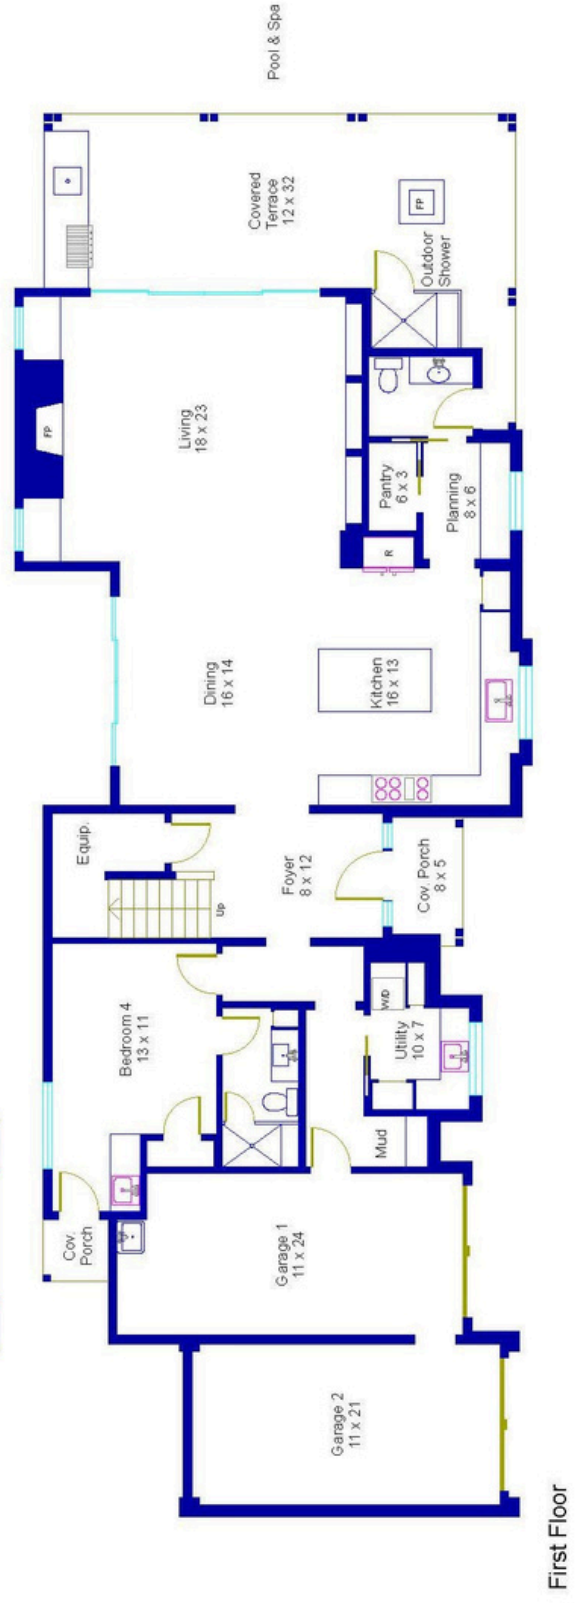 First Floor
Garage 2
11 x 21
Garage 1
11 x 24
Cov.
Porch
Bedroom 4
13 x 11
Mud
Utility
10 x 7
W/D
Equip.
Up
Foyer
8 x 12
Cov. Porch
8 x 5
Dining
16 x 14
Kitchen
16 x 13
R
Pantry
6 x 3
Planning
8 x 6
FP
Living
18 x 23
Outdoor
Shower
FP
Covered
Terrace
12 x 32
Pool & Spa